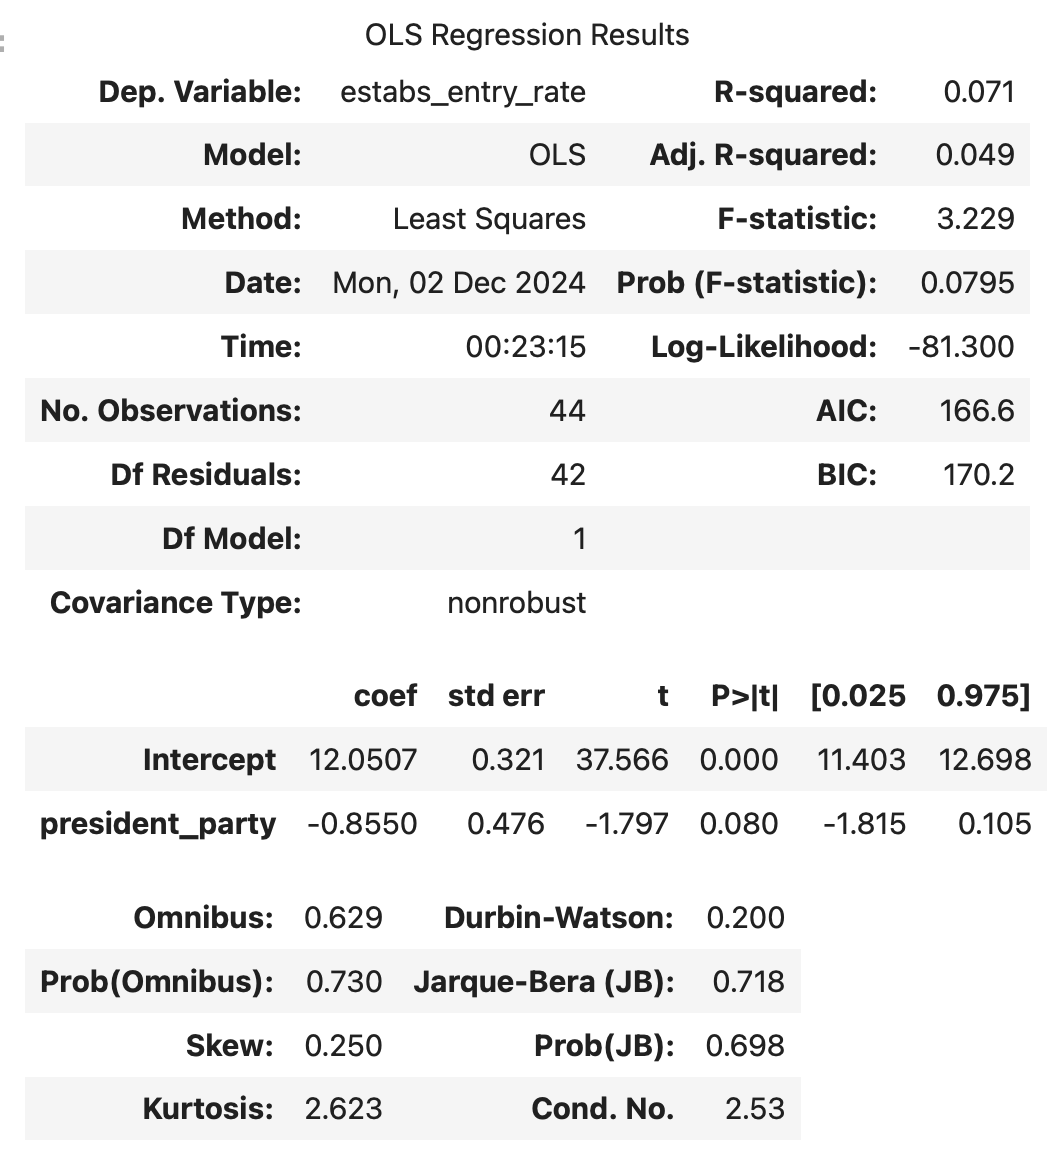 OLS Regression Results
Dep. Variable: estabs_entry_rate R-squared: 0.071
Model: OLS Adj. R-squared: 0.049
Method: Least Squares F-statistic: 3.229
Date: Mon, 02 Dec 2024 Prob (F-statistic): 0.0795
Time: 00:23:15 Log-Likelihood: -81.300
No. Observations: 44 AIC: 166.6
Df Residuals: 42 BIC: 170.2
Df Model: 1
Covariance Type: nonrobust
coef std err t P>|t| [0.025 0.975]
Intercept 12.0507 0.321 37.566 0.000 11.403 12.698
president_party -0.8550 0.476 -1.797 0.080 -1.815 0.105
Omnibus: 0.629 Durbin-Watson: 0.200
Prob(Omnibus): 0.730 Jarque-Bera (JB): 0.718
Skew: 0.250 Prob(JB): 0.698
Kurtosis: 2.623 Cond. No. 2.53